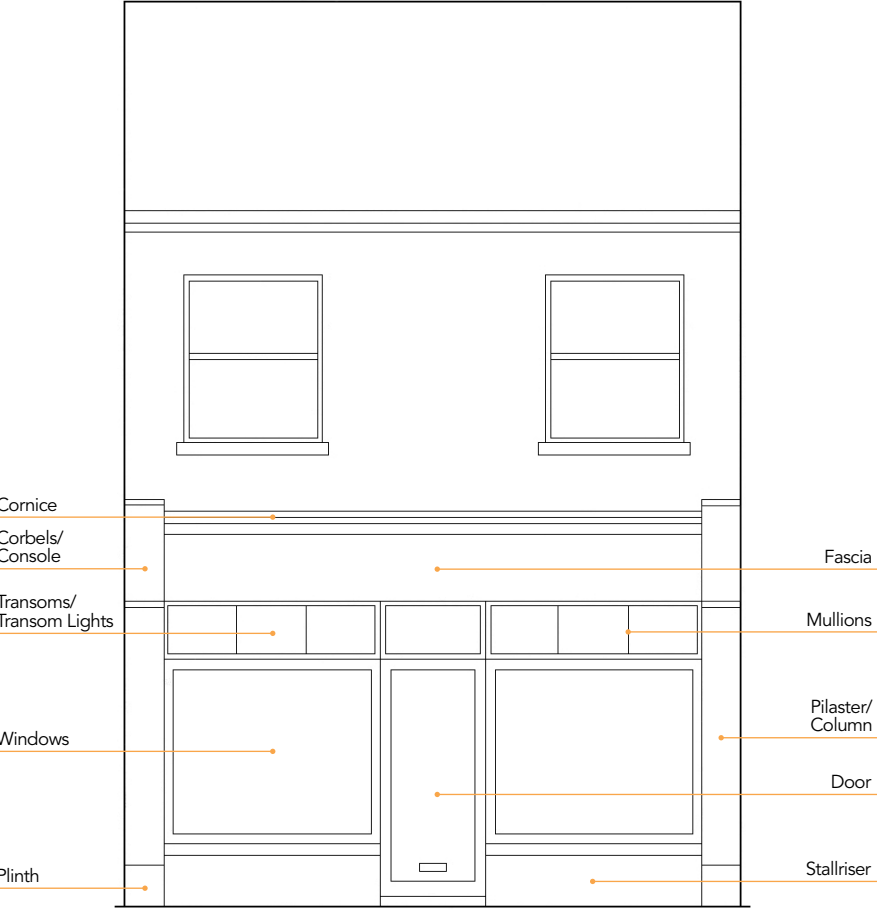 Cornice
Corbels/
Console
Fascia
Transoms/
Transom Lights
Mullions
Pilaster/
Column
Windows
Door
Plinth
Stallriser